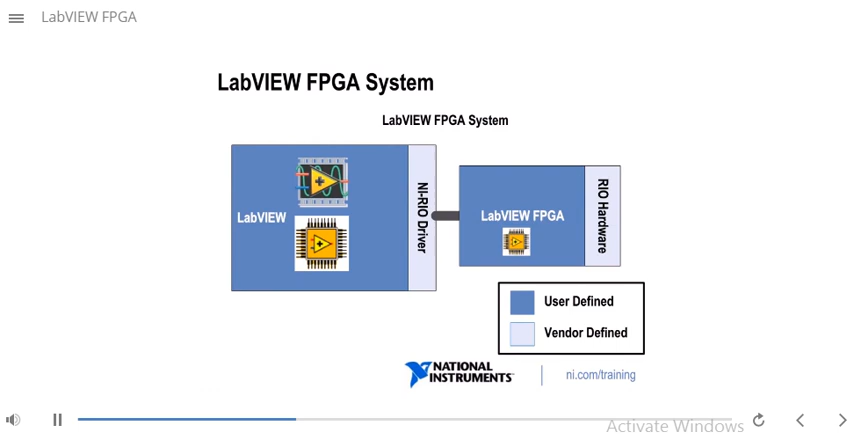 LabVIEW FPGA
LabVIEW FPGA System
LabVIEW FPGA System
LabVIEW
NI-RIO Driver
LabVIEW FPGA
RIO Hardware
User Defined
Vendor Defined
NATIONAL
INSTRUMENTS
ni.com/training
Activate Windows